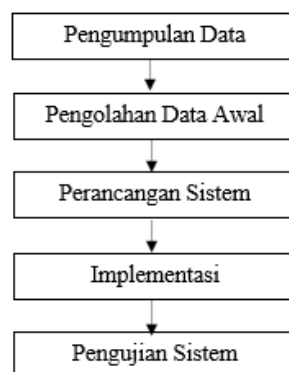 Pengumpulan Data
Pengolahan Data Awal
Perancangan Sistem
Implementasi
Pengujian Sistem